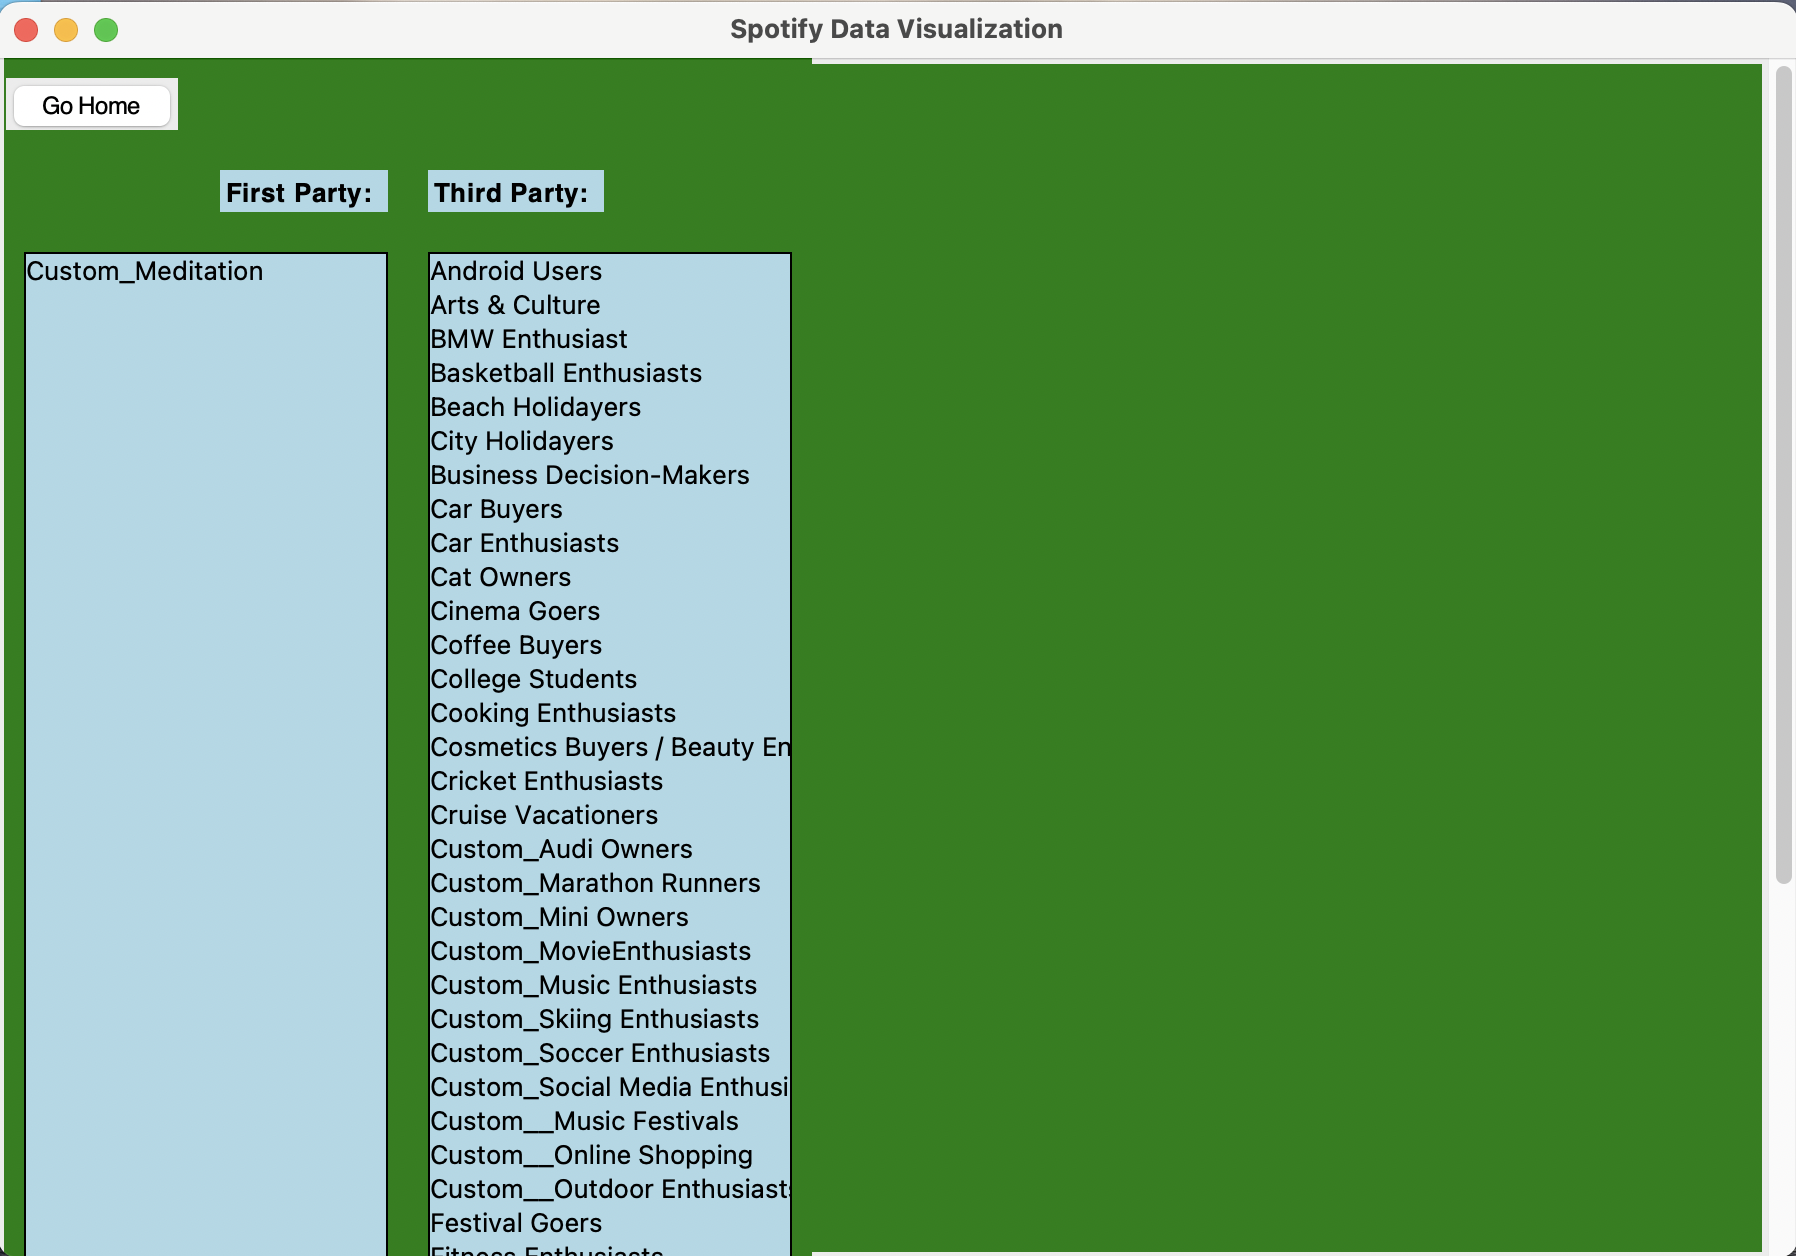 Spotify Data Visualization
Go Home
First Party:
Third Party:
Custom_Meditation
Android Users
Arts & Culture
BMW Enthusiast
Basketball Enthusiasts
Beach Holidayers
City Holidayers
Business Decision-Makers
Car Buyers
Car Enthusiasts
Cat Owners
Cinema Goers
Coffee Buyers
College Students
Cooking Enthusiasts
Cosmetics Buyers / Beauty En
Cricket Enthusiasts
Cruise Vacationers
Custom_Audi Owners
Custom_Marathon Runners
Custom_Mini Owners
Custom_MovieEnthusiasts
Custom_Music Enthusiasts
Custom_Skiing Enthusiasts
Custom_Soccer Enthusiasts
Custom_Social Media Enthusi
Custom__Music Festivals
Custom__Online Shopping
Custom__Outdoor Enthusiasts
Festival Goers
Fitness Enthusiasts